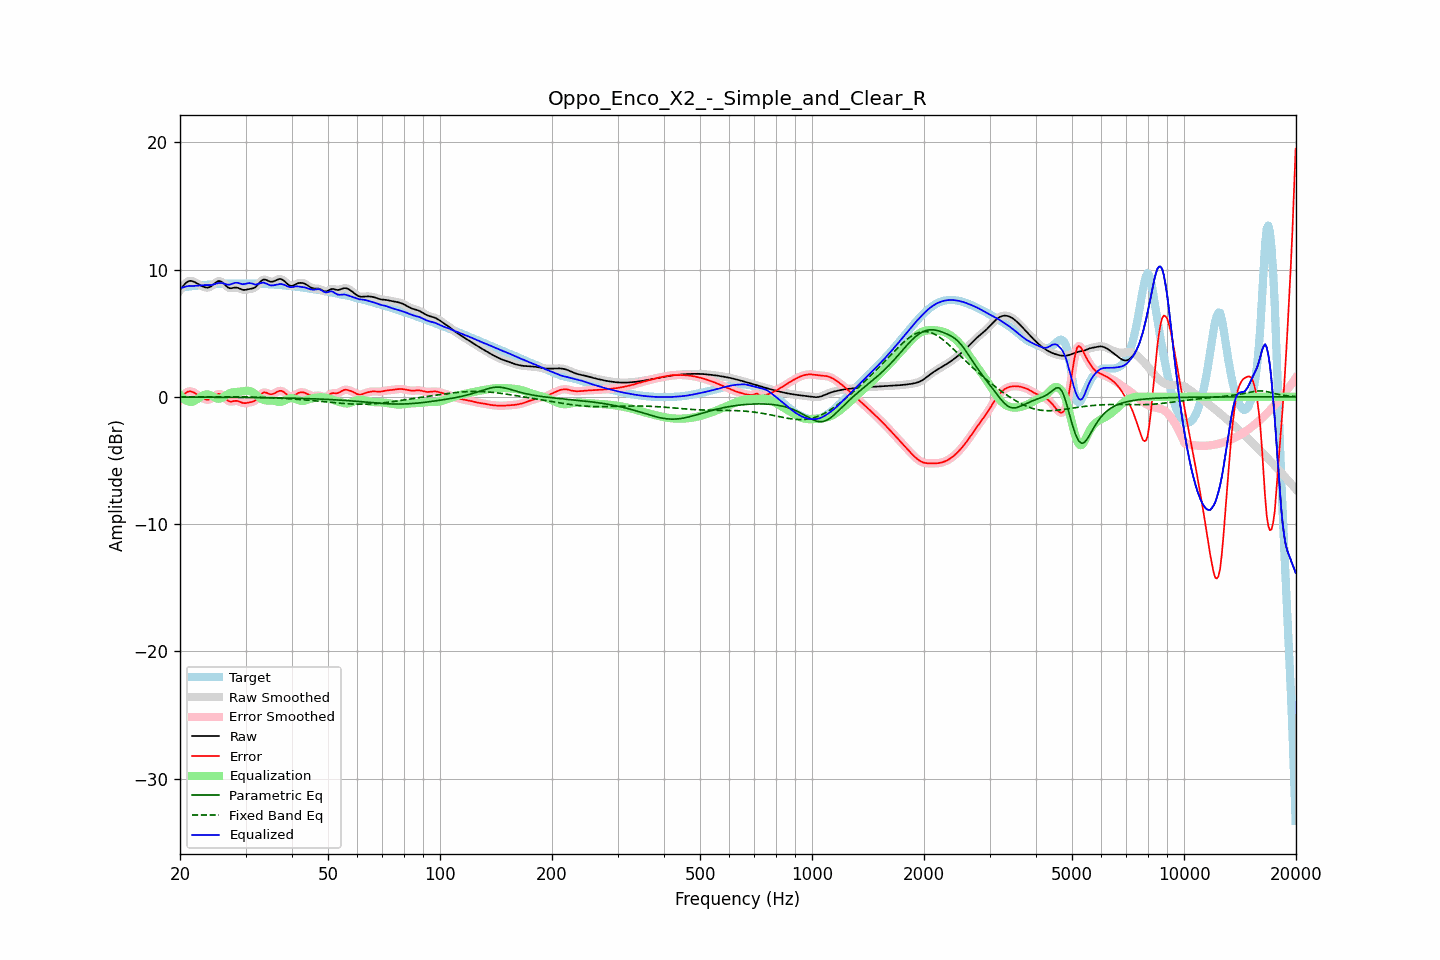 Oppo_Enco_X2_-_Simple_and_Clear_R
20
10
0
−10
−20
−30
Amplitude (dBr)
Target
Raw Smoothed
Error Smoothed
Raw
Error
Equalization
Parametric Eq
Fixed Band Eq
Equalized
20 50 100 200 500 1000 2000 5000 10000 20000
Frequency (Hz)